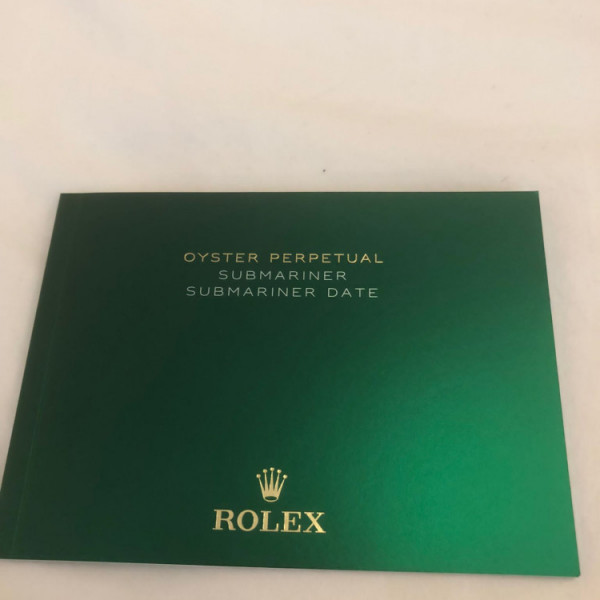 OYSTER PERPETUAL
SUBMARINER
SUBMARINER DATE
ROLEX